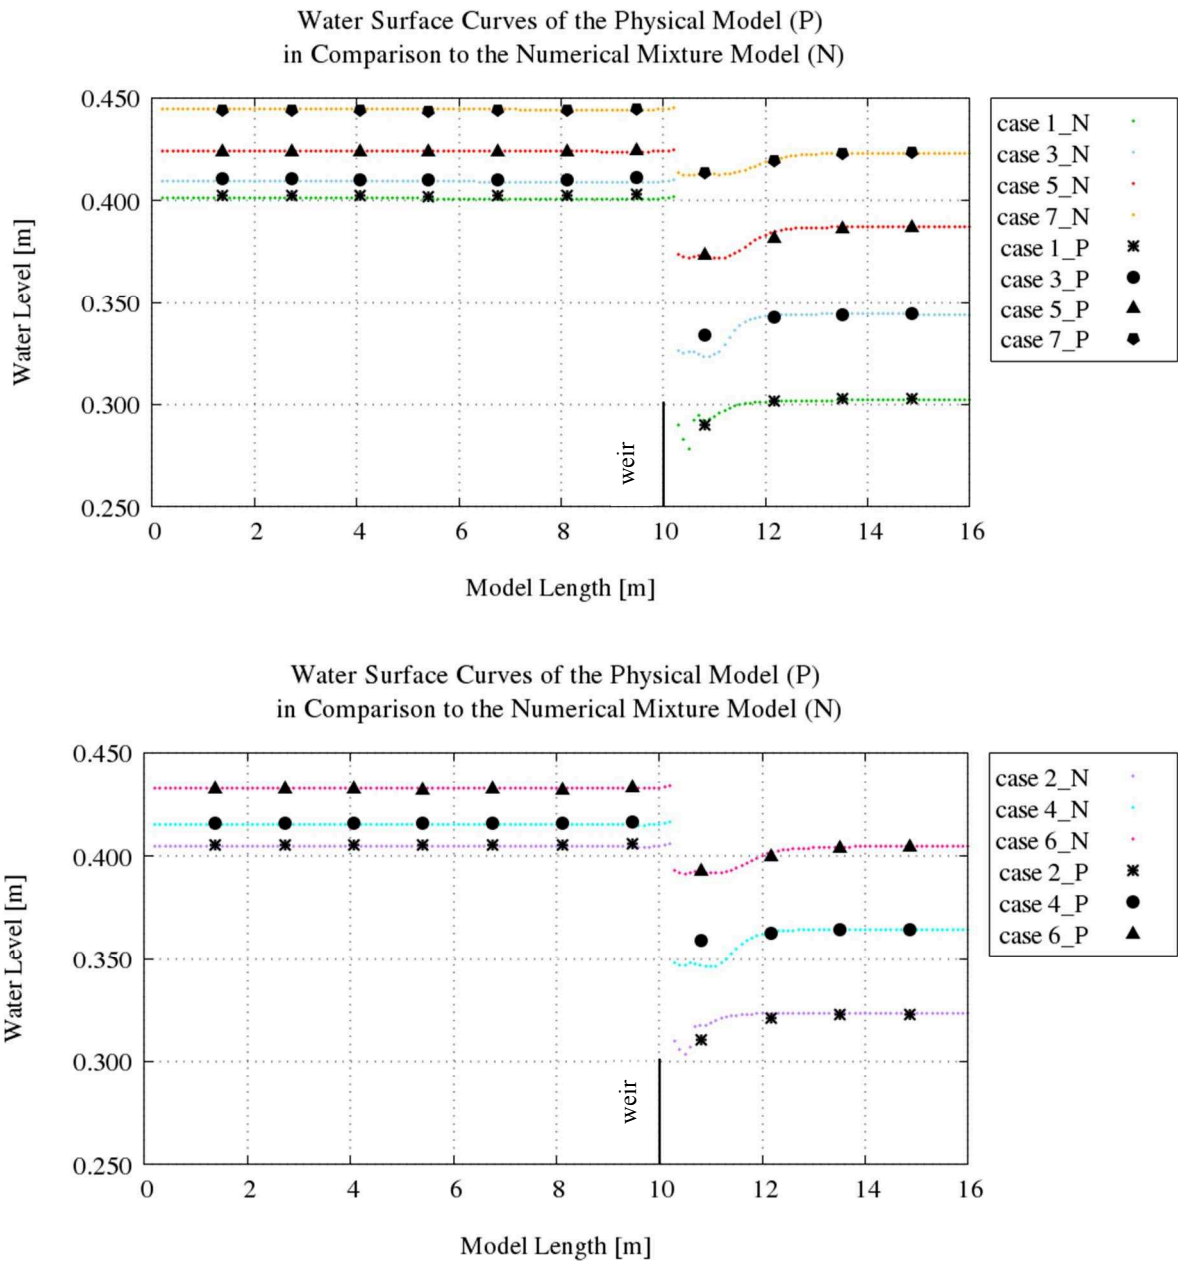 Water Surface Curves of the Physical Model (P)
in Comparison to the Numerical Mixture Model (N)
0.450
0.400
0.350
0.300
0.250
Water Level [m]
weir
0 2 4 6 8 10 12 14 16
Model Length [m]
case 1_N
case 3_N
case 5_N
case 7_N
case 1_P
case 3_P
case 5_P
case 7_P
Water Surface Curves of the Physical Model (P)
in Comparison to the Numerical Mixture Model (N)
0.450
0.400
0.350
0.300
0.250
Water Level [m]
weir
0 2 4 6 8 10 12 14 16
Model Length [m]
case 2_N
case 4_N
case 6_N
case 2_P
case 4_P
case 6_P